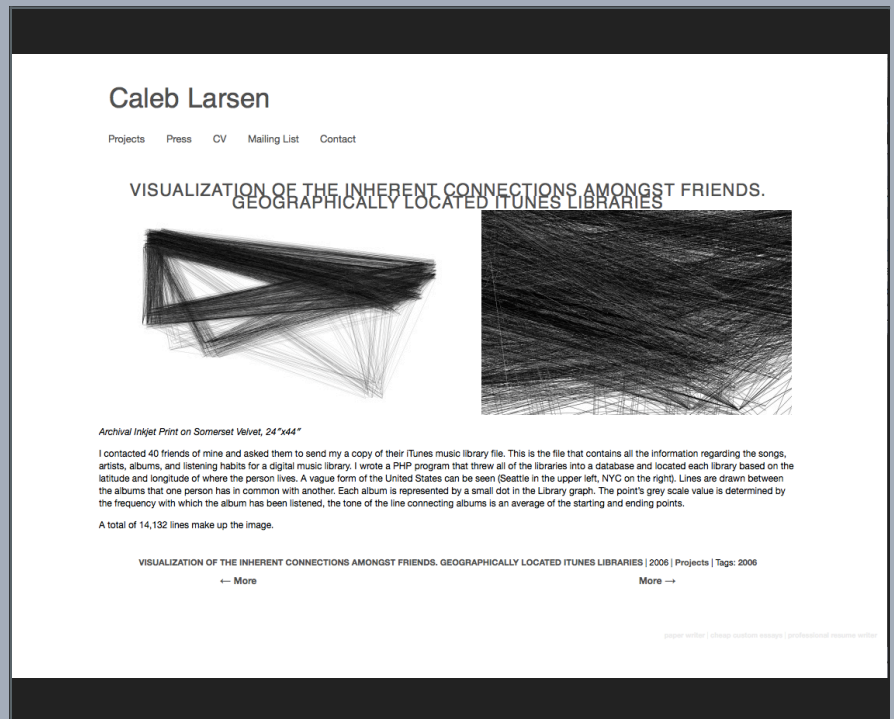 Caleb Larsen
Projects Press CV Mailing List Contact
VISUALIZATION OF THE INHERENT CONNECTIONS AMONGST FRIENDS.
GEOGRAPHICALLY LOCATED ITUNES LIBRARIES
Archival Inkjet Print on Somerset Velvet, 24″x44″
I contacted 40 friends of mine and asked them to send my a copy of their iTunes music library file. This is the file that contains all the information regarding the songs,
artists, albums, and listening habits for a digital music library. I wrote a PHP program that threw all of the libraries into a database and located each library based on the
latitude and longitude of where the person lives. A vague form of the United States can be seen (Seattle in the upper left, NYC on the right). Lines are drawn between
the albums that one person has in common with another. Each album is represented by a small dot in the Library graph. The point's grey scale value is determined by
the frequency with which the album has been listened, the tone of the line connecting albums is an average of the starting and ending points.
A total of 14,132 lines make up the image.
VISUALIZATION OF THE INHERENT CONNECTIONS AMONGST FRIENDS. GEOGRAPHICALLY LOCATED ITUNES LIBRARIES | 2006 | Projects | Tags: 2006
← More More →
paper writer | cheap custom essays | professional resume writer